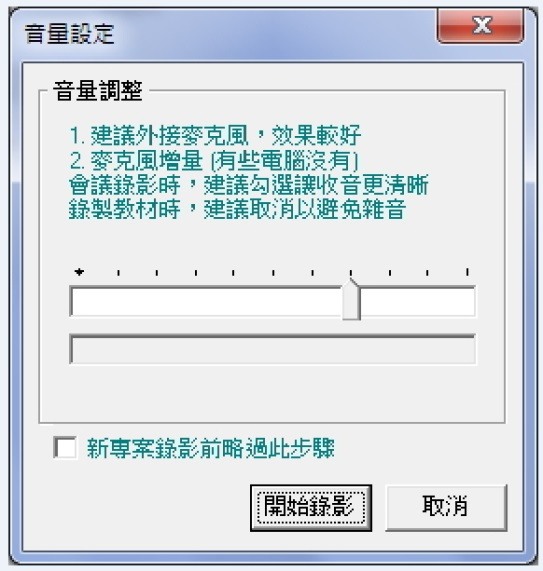 音量設定
音量調整
1. 建議外接麥克風，效果較好
2. 麥克風增量 (有些電腦沒有)
會議錄影時，建議勾選讓收音更清晰
錄製教材時，建議取消以避免雜音
新專案錄影前略過此步驟
開始錄影
取消